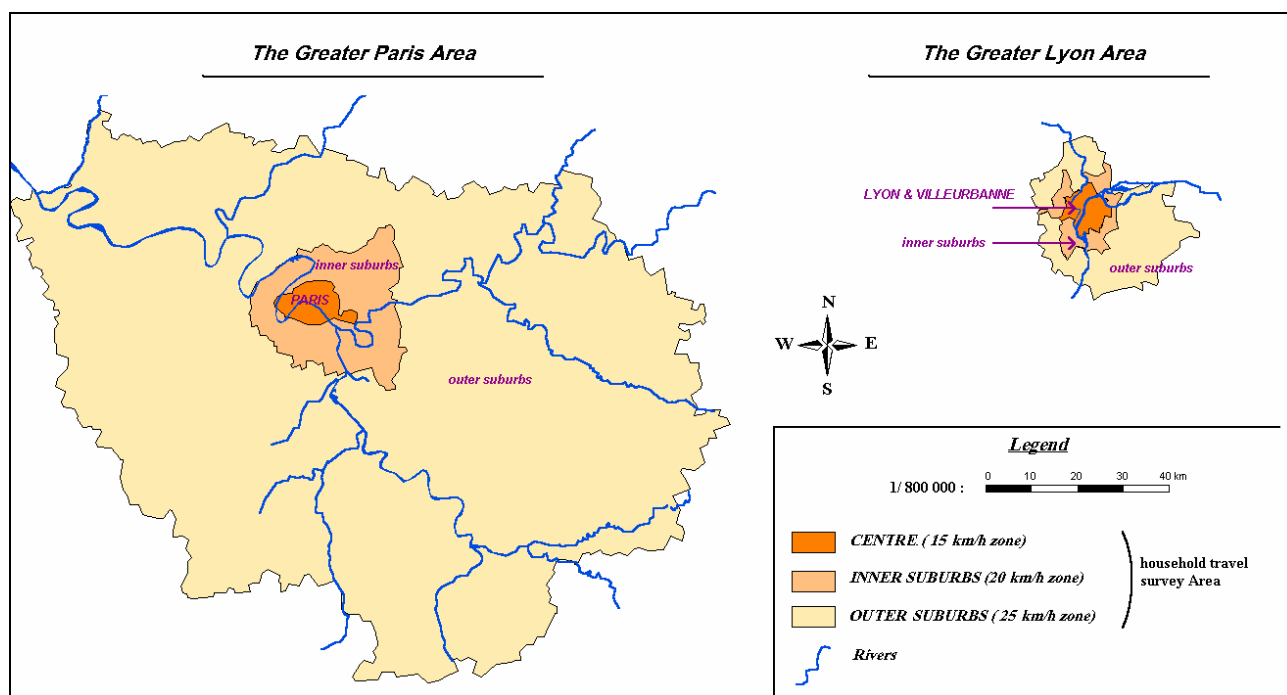 The Greater Paris Area
The Greater Lyon Area
LYON & VILLEURBANNE
inner suburbs
outer suburbs
inner suburbs
PARIS
outer suburbs
N
W E
S
Legend
0 10 20 30 40 km
1/ 800 000 :
CENTRE ( 15 km/h zone)
INNER SUBURBS (20 km/h zone)
OUTER SUBURBS ( 25 km/h zone)
household travel
survey Area
Rivers